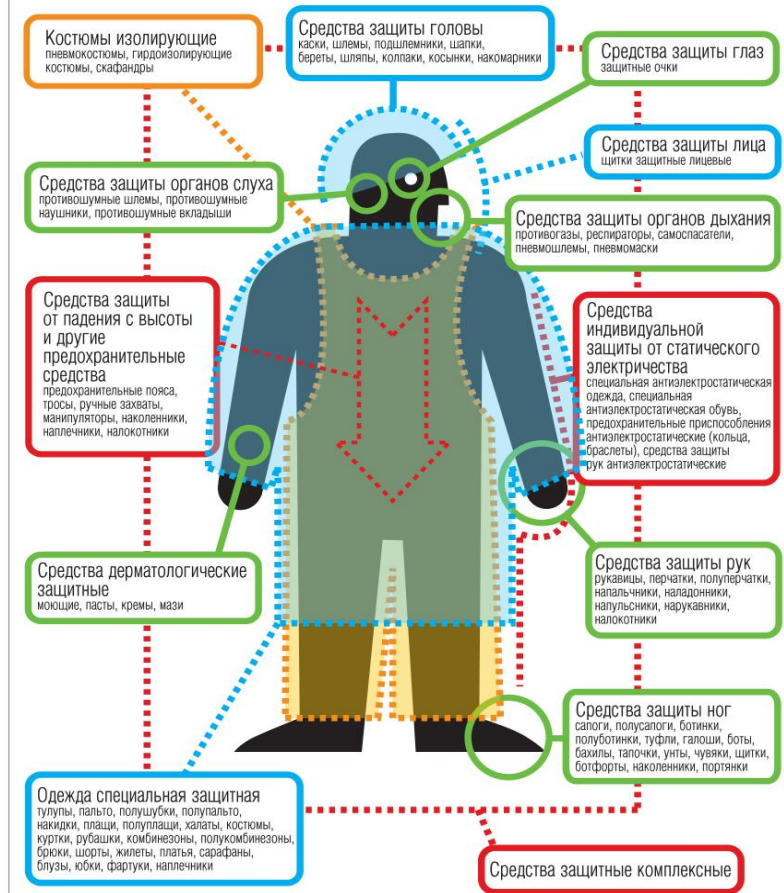 Костюмы изолирующие
пневмокостюмы, гирдоизолирующие
костюмы, скафандры
Средства защиты головы
каски, шлемы, подшлемники, шапки,
береты, шляпы, колпаки, косынки, накомарники
Средства защиты глаз
защитные очки
Средства защиты лица
щитки защитные лицевые
Средства защиты органов слуха
противошумные шлемы, противошумные
наушники, противошумные вкладыши
Средства защиты органов дыхания
противогазы, респираторы, самоспасатели,
пневмошлемы, пневмомаски
Средства защиты
от падения с высоты
и другие
предохранительные
средства
предохранительные пояса,
тросы, ручные захваты,
манипуляторы, наколенники,
наплечники, налокотники
Средства
индивидуальной
защиты от статического
электричества
специальная антиэлектростатическая
одежда, специальная
антиэлектростатическая обувь,
предохранительные приспособления
антиэлектростатические (кольца,
браслеты), средства защиты
рук антиэлектростатические
Средства дерматологические
защитные
моющие, пасты, кремы, мази
Средства защиты рук
рукавицы, перчатки, полуперчатки,
напальчники, наладонники,
напульсники, нарукавники,
налокотники
Средства защиты ног
сапоги, полусапоги, ботинки,
полуботинки, туфли, галоши, боты,
бахилы, тапочки, унты, чувяки, щитки,
ботфорты, наколенники, портянки
Одежда специальная защитная
тулупы, пальто, полушубки, полупальто,
накидки, плащи, полуплащи, халаты, костюмы,
куртки, рубашки, комбинезоны, полукомбинезоны,
брюки, шорты, жилеты, платья, сарафаны,
блузы, юбки, фартуки, наплечники
Средства защитные комплексные